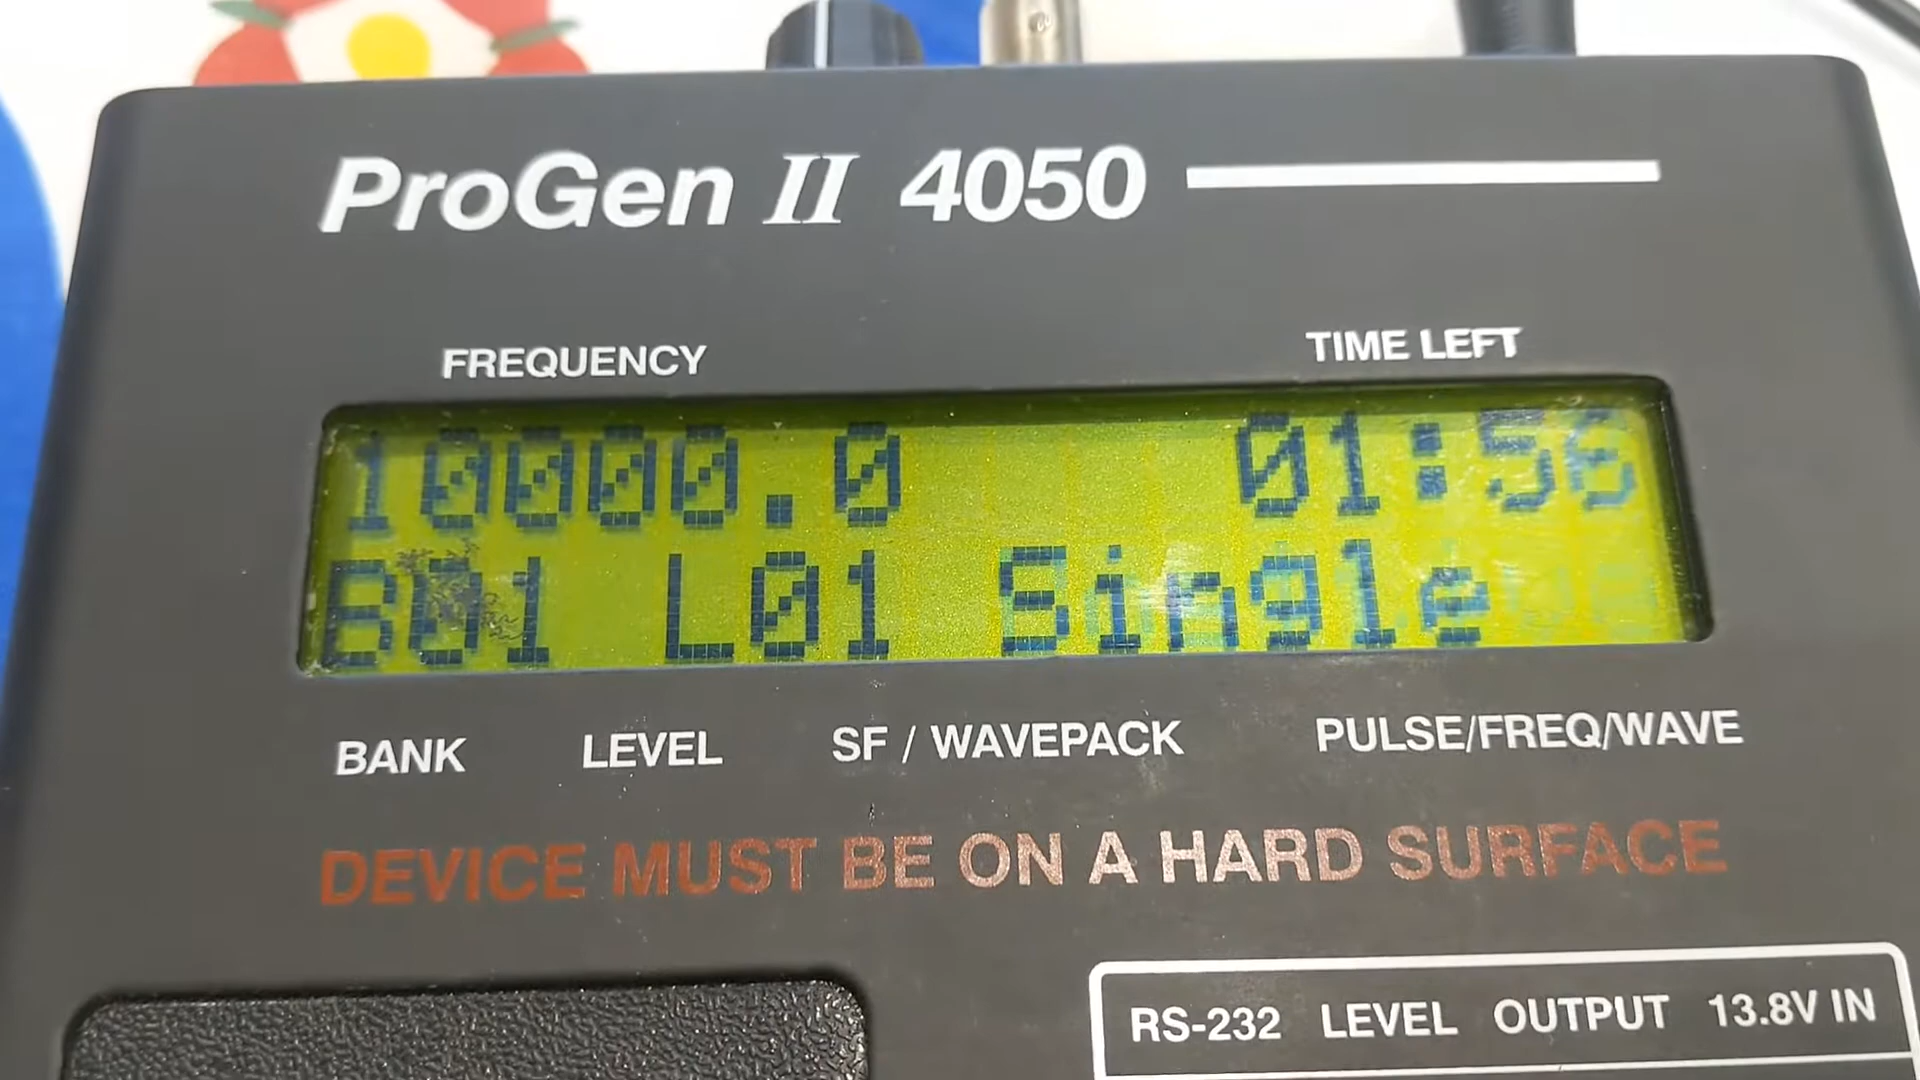 ProGen II 4050
FREQUENCY TIME LEFT
10000.0 01:56
B01 L01 Single
BANK LEVEL SF / WAVEPACK PULSE/FREQ/WAVE
DEVICE MUST BE ON A HARD SURFACE
RS-232 LEVEL OUTPUT 13.8V IN